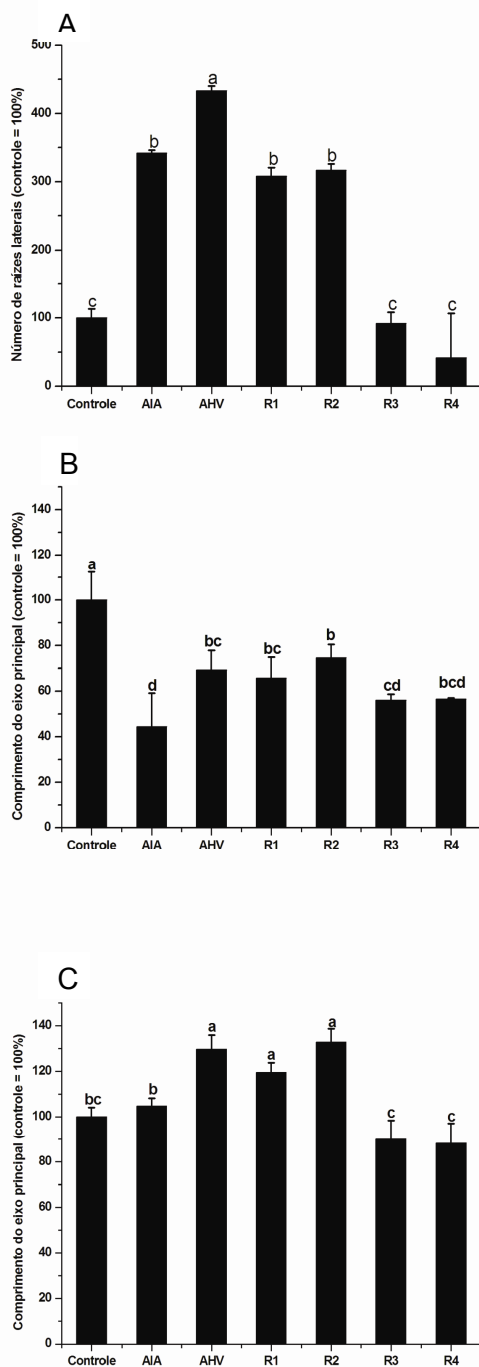 A
Número de raízes laterais (controle = 100%)
500
400
300
200
100
0
c
b
a
b
b
c
c
Controle AIA AHV R1 R2 R3 R4
B
Comprimento do eixo principal (controle = 100%)
140
120
100
80
60
40
20
0
a
d
bc
bc
b
cd
bcd
Controle AIA AHV R1 R2 R3 R4
C
Comprimento do eixo principal (controle = 100%)
140
120
100
80
60
40
20
0
bc
b
a
a
a
c
c
Controle AIA AHV R1 R2 R3 R4